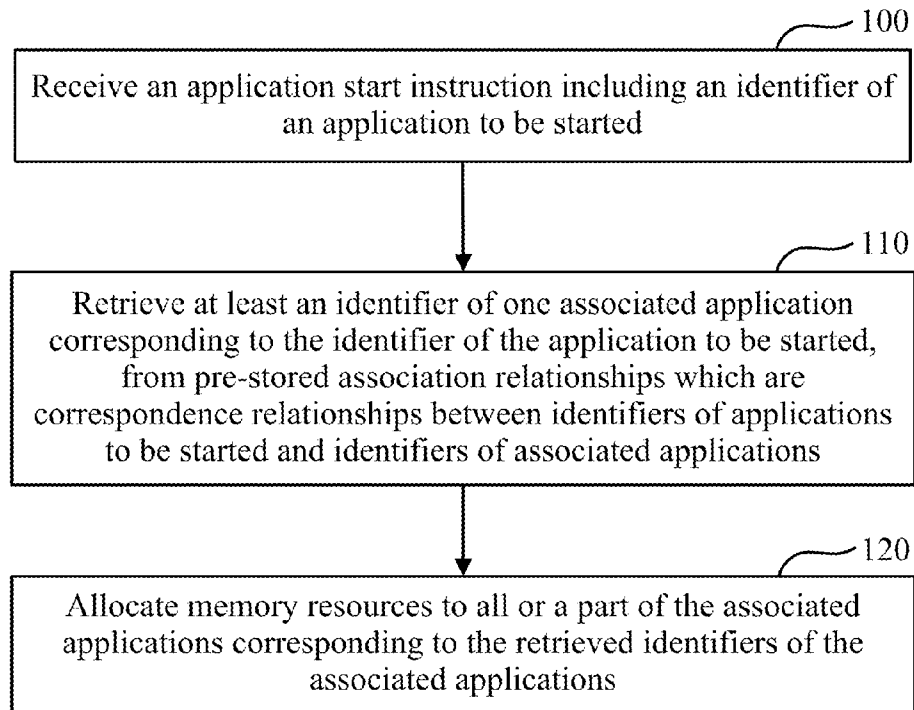 100
Receive an application start instruction including an identifier of
an application to be started
110
Retrieve at least an identifier of one associated application
corresponding to the identifier of the application to be started,
from pre-stored association relationships which are
correspondence relationships between identifiers of applications
to be started and identifiers of associated applications
120
Allocate memory resources to all or a part of the associated
applications corresponding to the retrieved identifiers of the
associated applications